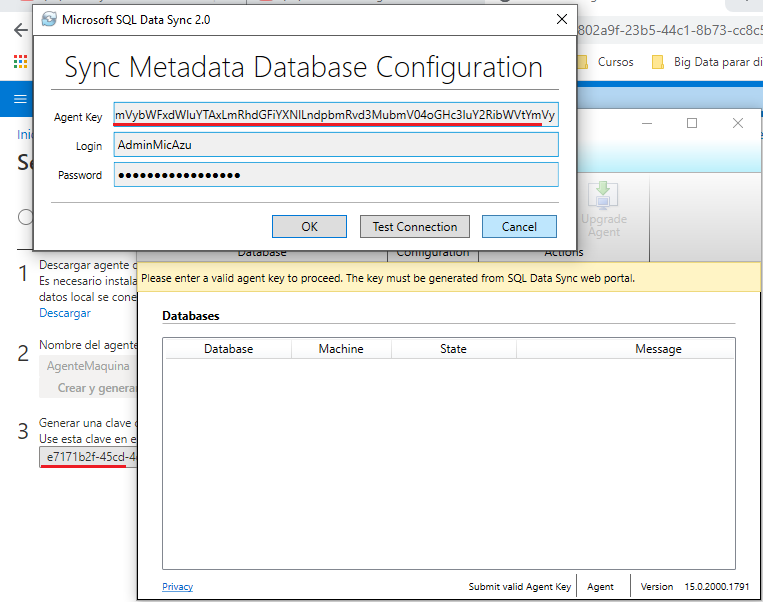 Microsoft SQL Data Sync 2.0
802a9f-23b5-44c1-8b73-cc8c5
Sync Metadata Database Configuration
Cursos
Big Data parar di
Agent Key
mVybWFxdWluYTAxLmRhdGFiYXNlLndpbmRvd3MubmV04oGHc3luY2RibWVtYmVy
Login
AdminMicAzu
Password
•••••••••••••••••
OK
Test Connection
Cancel
Upgrade
Agent
Database
Configuration
Actions
Please enter a valid agent key to proceed. The key must be generated from SQL Data Sync web portal.
1
Descargar agente
Es necesario instala
datos local se cone
Descargar
Databases
Database
Machine
State
Message
2
Nombre del agente
AgenteMaquina
Crear y genera
3
Generar una clave
Use esta clave en e
e7171b2f-45cd-4
Privacy
Submit valid Agent Key
Agent
Version
15.0.2000.1791